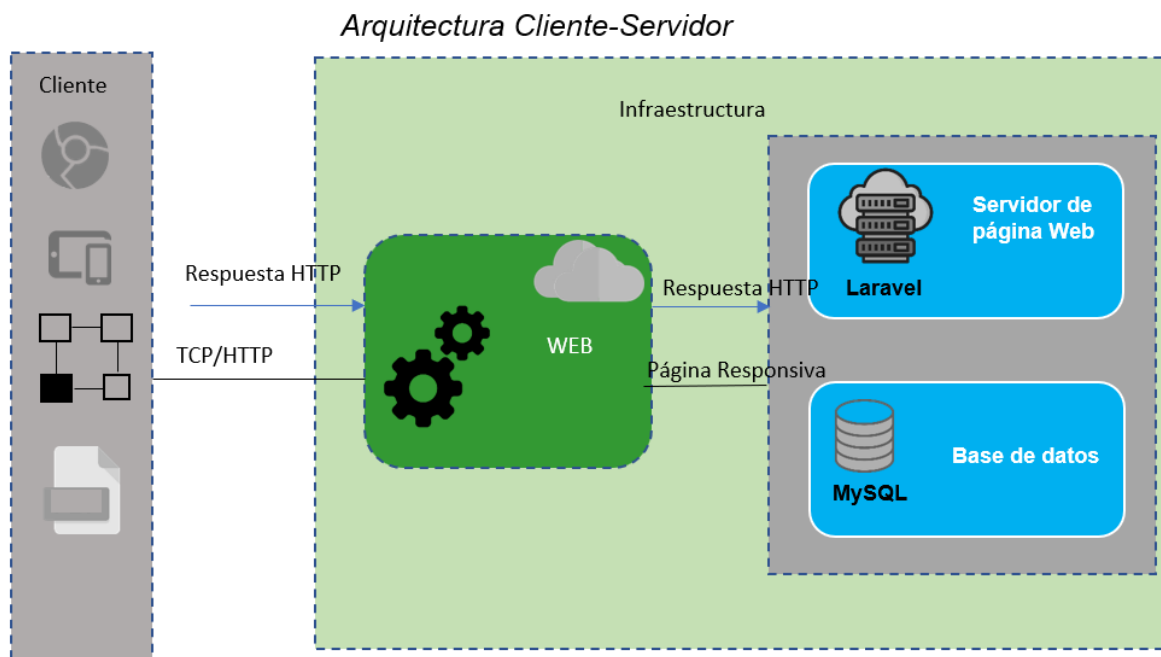 Arquitectura Cliente-Servidor
Cliente
Infraestructura
Servidor de
página Web
Laravel
Respuesta HTTP
Respuesta HTTP
WEB
TCP/HTTP
Página Responsiva
Base de datos
MySQL